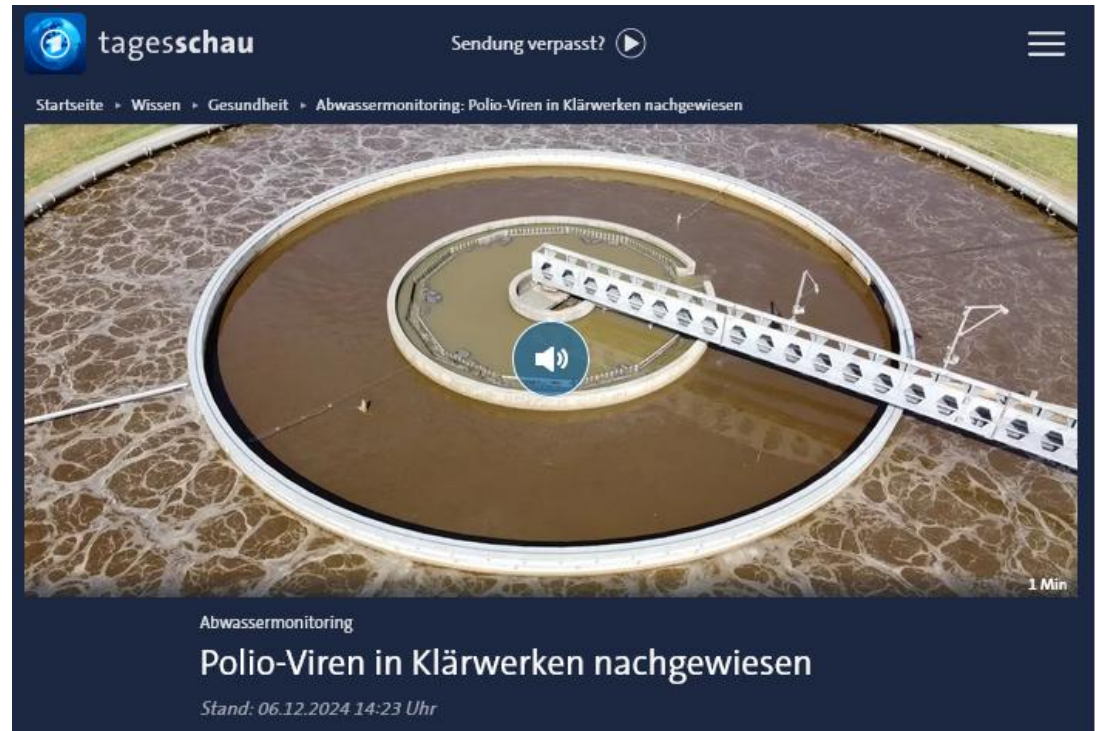 tagesschau
Sendung verpasst?
Startseite ▸ Wissen ▸ Gesundheit ▸ Abwassermonitoring: Polio-Viren in Klärwerken nachgewiesen
1 Min
Abwassermonitoring
Polio-Viren in Klärwerken nachgewiesen
Stand: 06.12.2024 14:23 Uhr